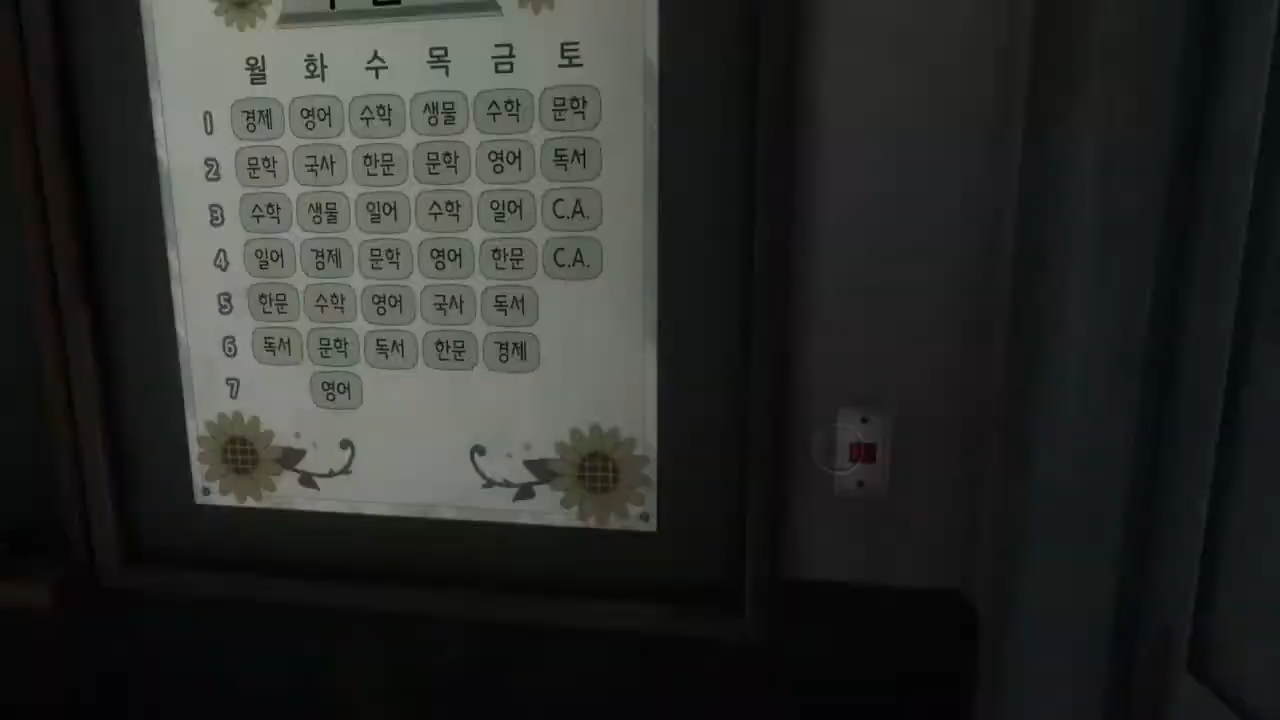 월 화 수 목 금 토
1 경제 영어 수학 생물 수학 문학
2 문학 국사 한문 문학 영어 독서
3 수학 생물 일어 수학 일어 C.A.
4 일어 경제 문학 영어 한문 C.A.
5 한문 수학 영어 국사 독서
6 독서 문학 독서 한문 경제
7 영어